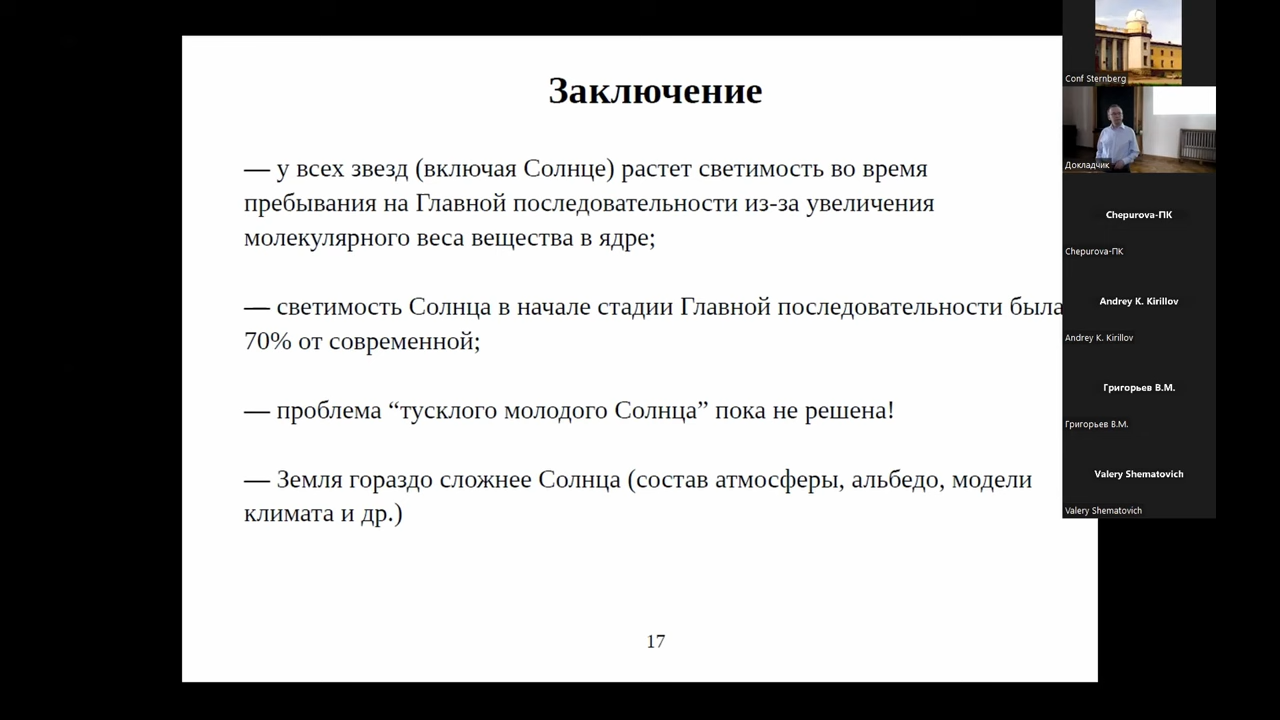 Заключение
— у всех звезд (включая Солнце) растет светимость во время
пребывания на Главной последовательности из-за увеличения
молекулярного веса вещества в ядре;
— светимость Солнца в начале стадии Главной последовательности была
70% от современной;
— проблема “тусклого молодого Солнца” пока не решена!
— Земля гораздо сложнее Солнца (состав атмосферы, альбедо, модели
климата и др.)
17
Conf Sternberg
Докладчик
Chepurova-ПК
Chepurova-ПК
Andrey K. Kirillov
Andrey K. Kirillov
Григорьев В.М.
Григорьев В.М.
Valery Shematovich
Valery Shematovich